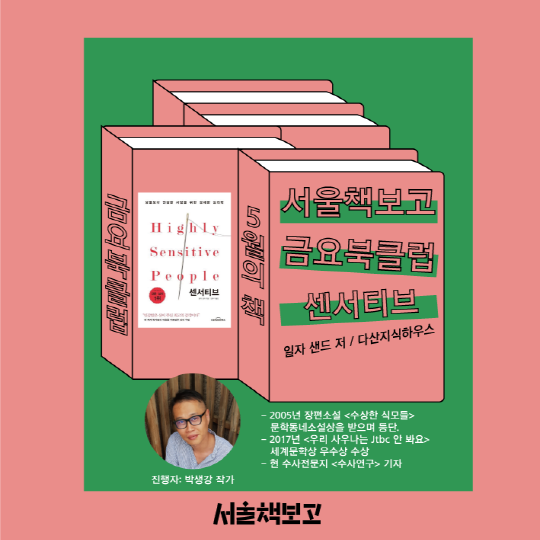 서울책보고
금요북클럽
센서티브
일자 샌드 저 / 다산지식하우스
5월의 책
금요북클럽
Highly
Sensitive
People
센서티브
진행자: 박생강 작가
– 2005년 장편소설 <수상한 식모들>
문학동네소설상을 받으며 등단.
– 2017년 <우리 사우나는 Jtbc 안 봐요>
세계문학상 우수상 수상
– 현 수사전문지 <수사연구> 기자
서울책보고